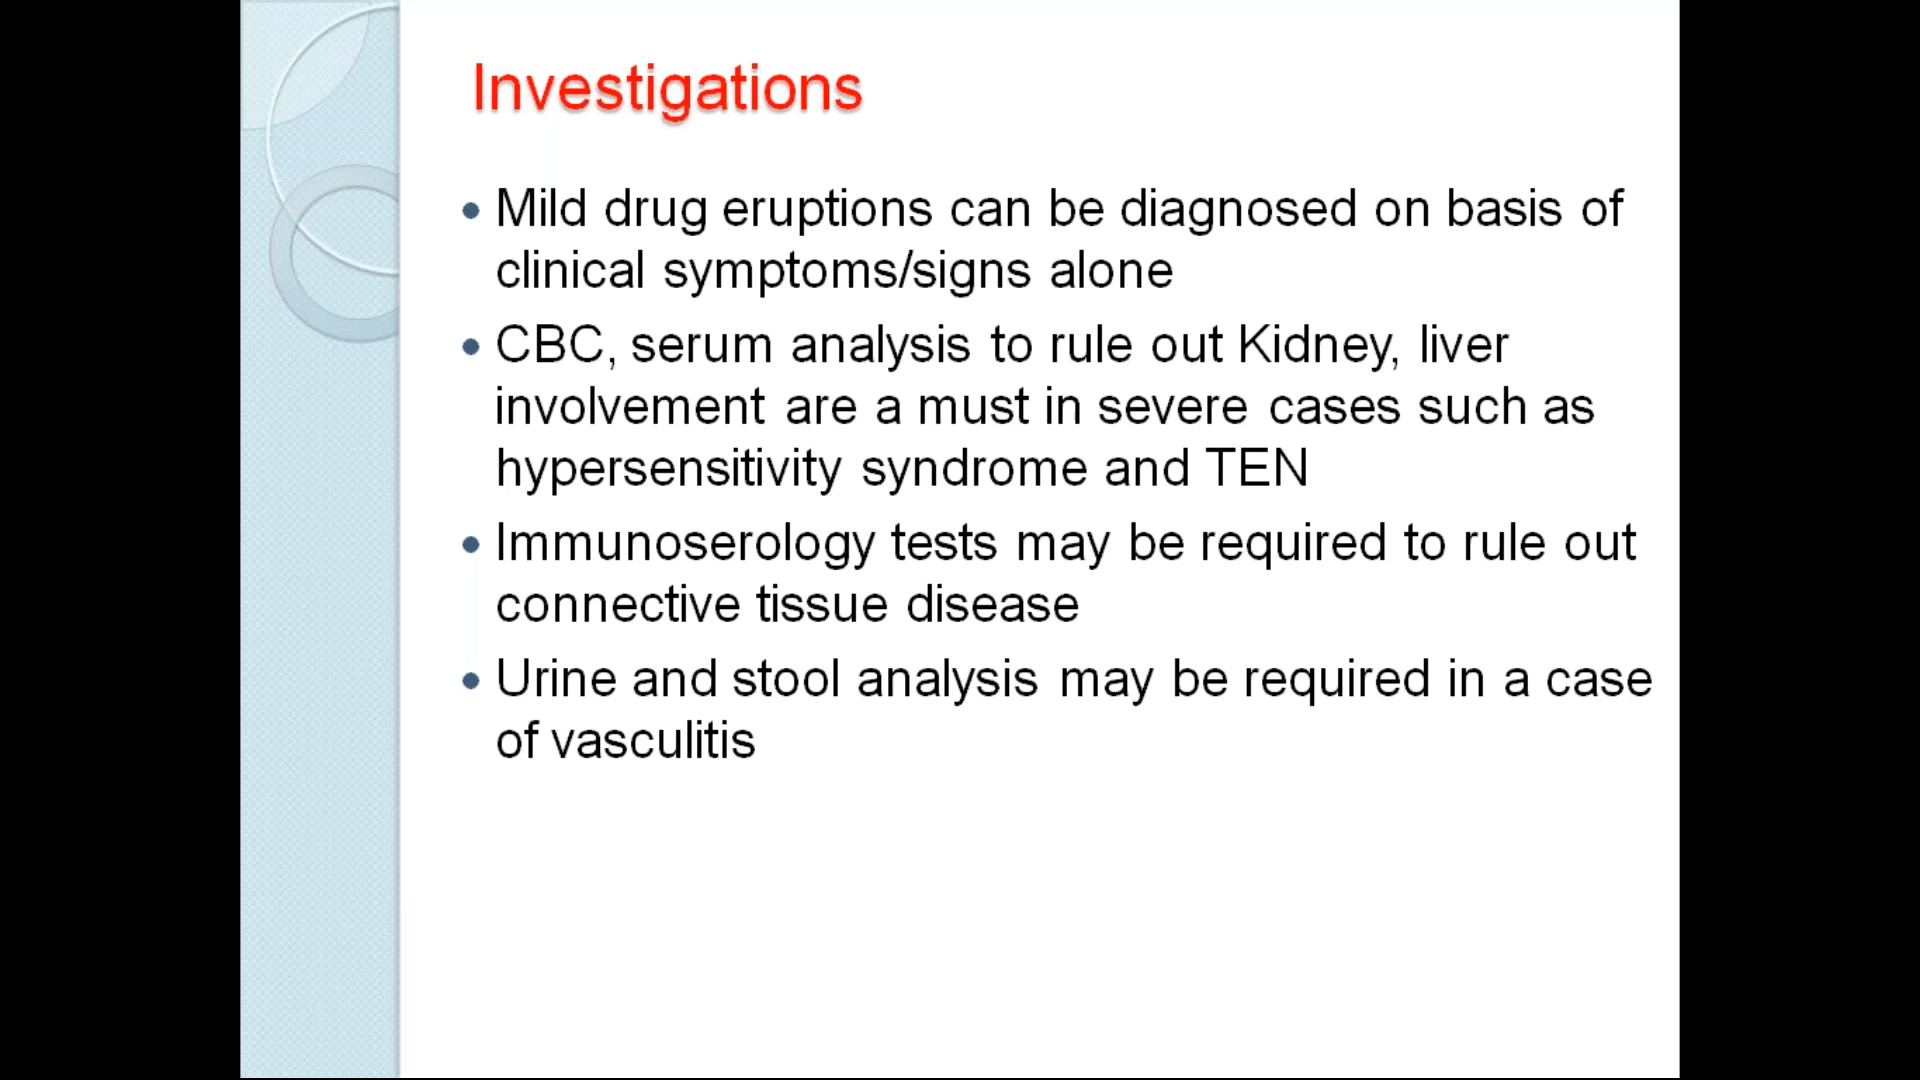 Investigations
• Mild drug eruptions can be diagnosed on basis of
clinical symptoms/signs alone
• CBC, serum analysis to rule out Kidney, liver
involvement are a must in severe cases such as
hypersensitivity syndrome and TEN
• Immunoserology tests may be required to rule out
connective tissue disease
• Urine and stool analysis may be required in a case
of vasculitis